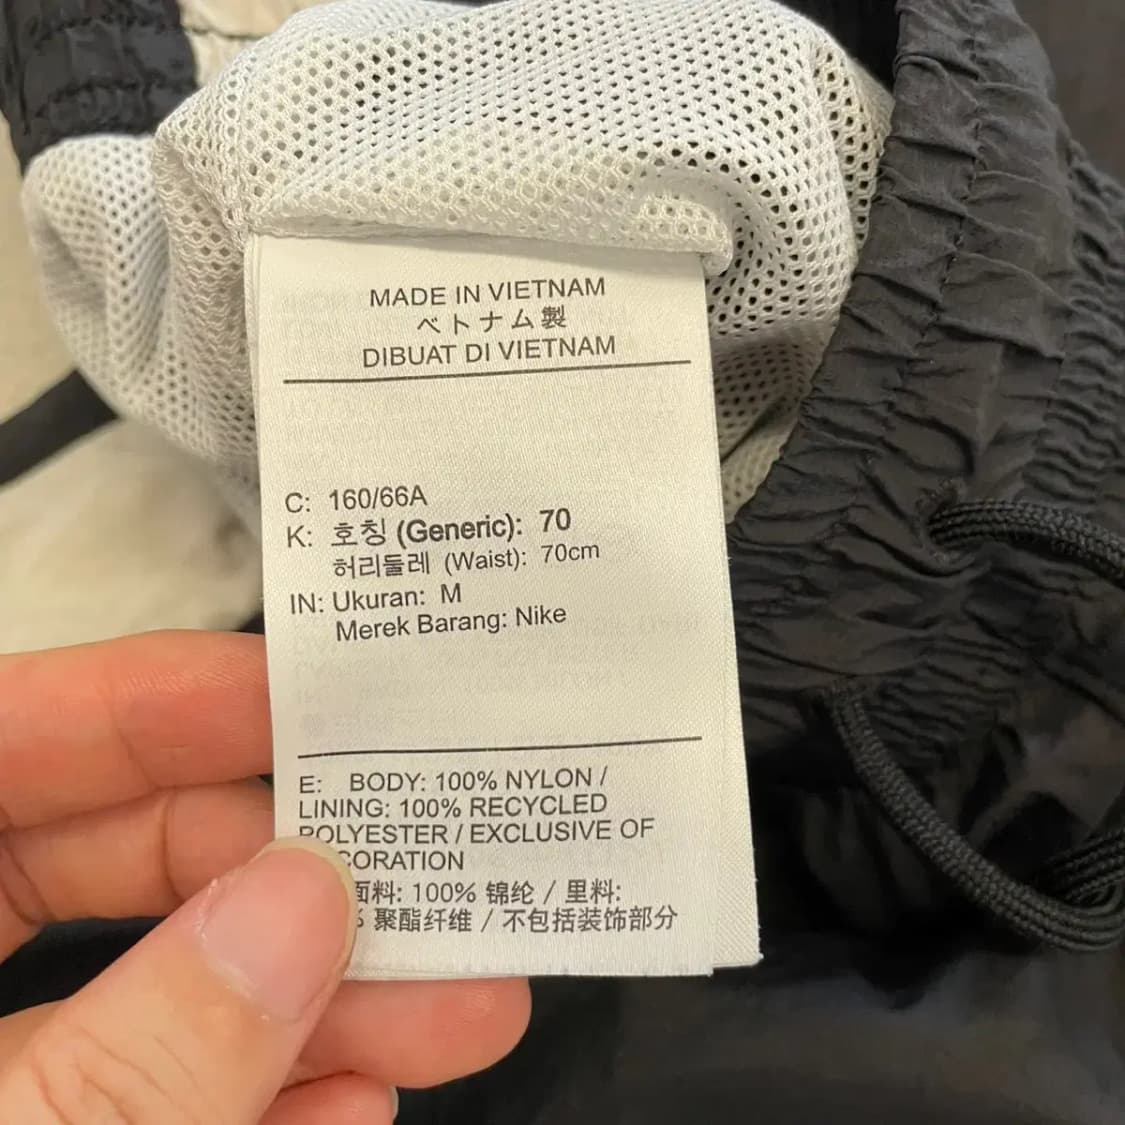 MADE IN VIETNAM
ベトナム製
DIBUAT DI VIETNAM
C: 160/66A
K: 호칭 (Generic): 70
허리둘레 (Waist): 70cm
IN: Ukuran: M
Merek Barang: Nike
E: BODY: 100% NYLON /
LINING: 100% RECYCLED
POLYESTER / EXCLUSIVE OF
CORATION
面料: 100% 锦纶 / 里料:
聚酯纤维 / 不包括装饰部分